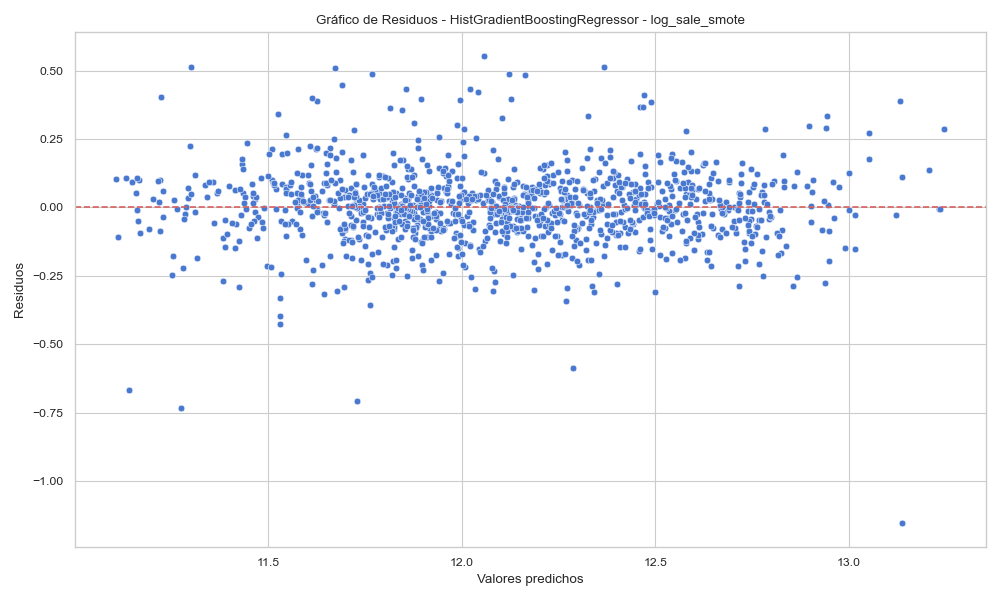 Gráfico de Residuos - HistGradientBoostingRegressor - log_sale_smote
0.50
0.25
0.00
−0.25
−0.50
−0.75
−1.00
Residuos
11.5 12.0 12.5 13.0
Valores predichos